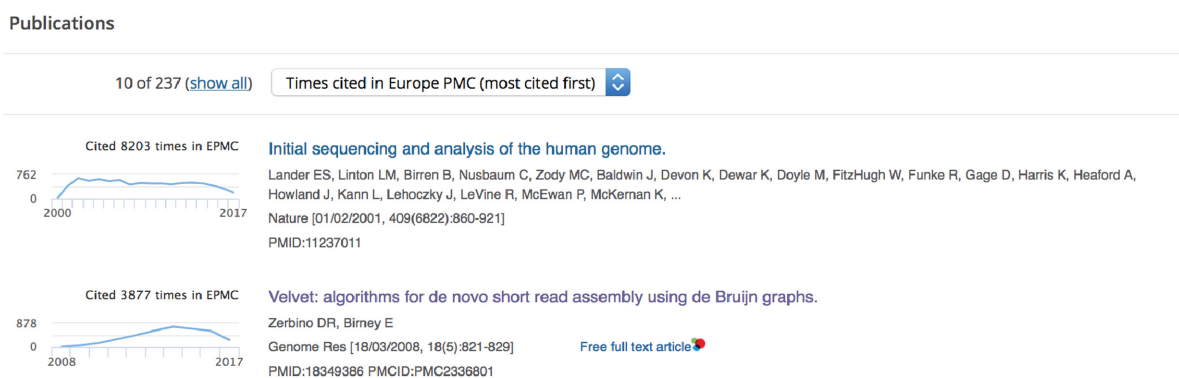 Publications
10 of 237 (show all)
Times cited in Europe PMC (most cited first)
Cited 8203 times in EPMC
762
0
2000
2017
Initial sequencing and analysis of the human genome.
Lander ES, Linton LM, Birren B, Nusbaum C, Zody MC, Baldwin J, Devon K, Dewar K, Doyle M, FitzHugh W, Funke R, Gage D, Harris K, Heaford A,
Howland J, Kann L, Lehoczky J, LeVine R, McEwan P, McKernan K, ...
Nature [01/02/2001, 409(6822):860-921]
PMID:11237011
Cited 3877 times in EPMC
878
0
2008
2017
Velvet: algorithms for de novo short read assembly using de Bruijn graphs.
Zerbino DR, Birney E
Genome Res [18/03/2008, 18(5):821-829]
Free full text article
PMID:18349386 PMCID:PMC2336801